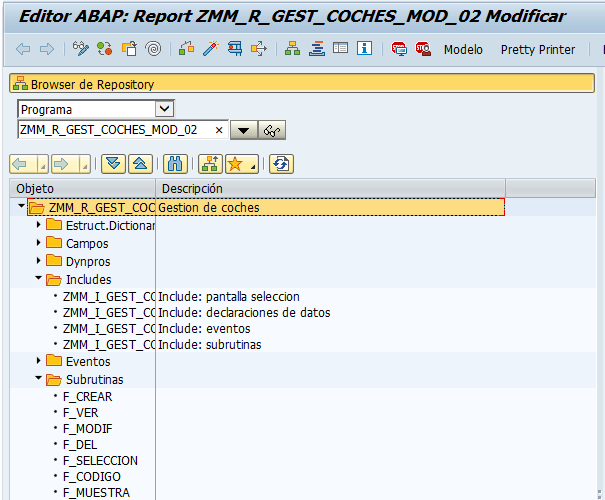 Editor ABAP: Report ZMM_R_GEST_COCHES_MOD_02 Modificar
Modelo Pretty Printer
Browser de Repository
Programa
ZMM_R_GEST_COCHES_MOD_02
Objeto Descripción
ZMM_R_GEST_COC Gestion de coches
Estruct.Dictionar
Campos
Dynpros
Includes
ZMM_I_GEST_CO Include: pantalla seleccion
ZMM_I_GEST_CO Include: declaraciones de datos
ZMM_I_GEST_CO Include: eventos
ZMM_I_GEST_CO Include: subrutinas
Eventos
Subrutinas
F_CREAR
F_VER
F_MODIF
F_DEL
F_SELECCION
F_CODIGO
F_MUESTRA